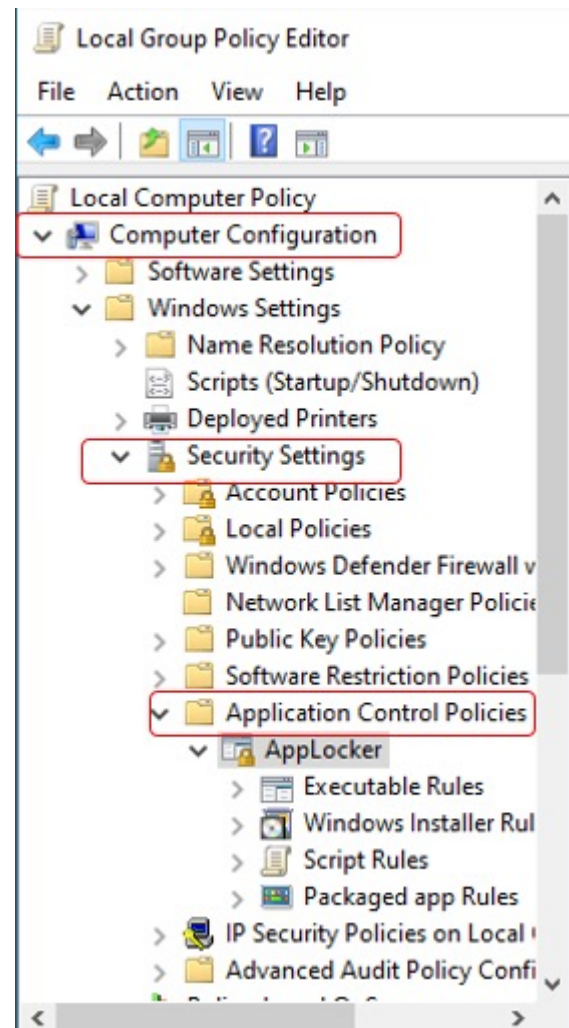 Local Group Policy Editor
File Action View Help
Local Computer Policy
Computer Configuration
Software Settings
Windows Settings
Name Resolution Policy
Scripts (Startup/Shutdown)
Deployed Printers
Security Settings
Account Policies
Local Policies
Windows Defender Firewall
Network List Manager
Public Key Policies
Software Restriction Policies
Application Control Policies
AppLocker
Executable Rules
Windows Installer
Script Rules
Packaged app Rules
IP Security Policies on Local
Advanced Audit Policy